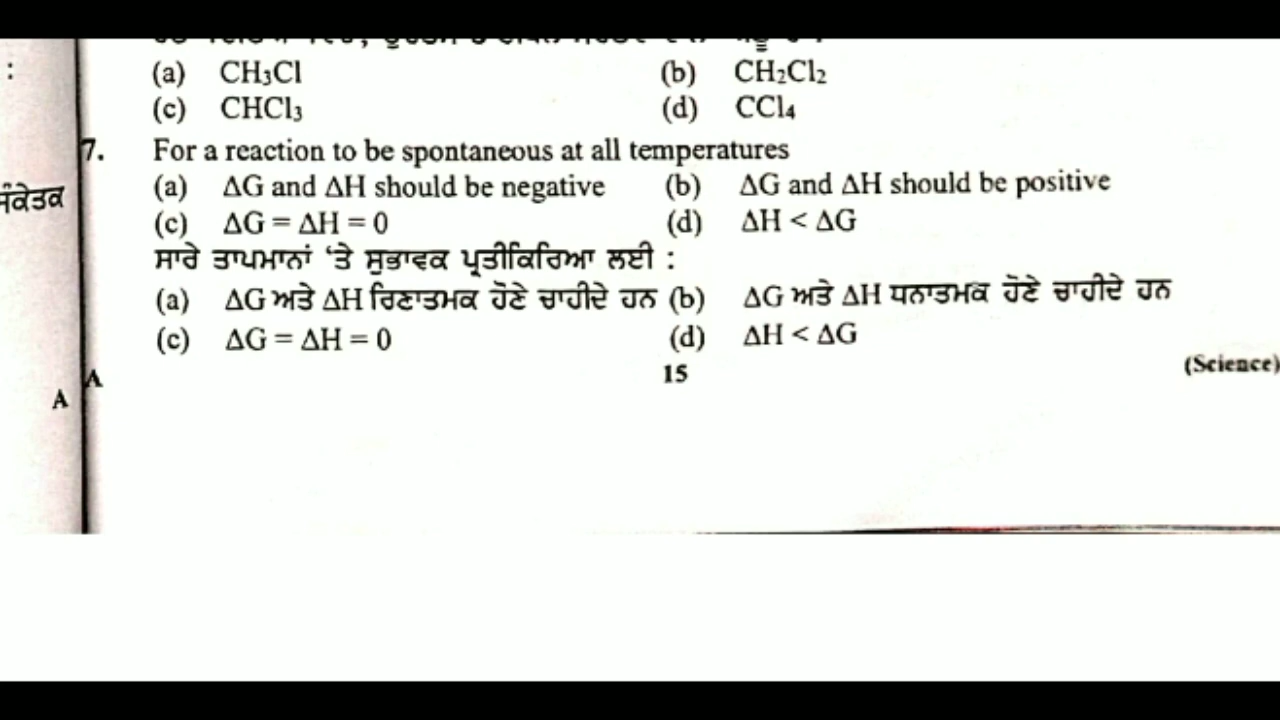 :
(a) CH₃Cl (b) CH₂Cl₂
(c) CHCl₃ (d) CCl₄
7. For a reaction to be spontaneous at all temperatures
(a) ΔG and ΔH should be negative (b) ΔG and ΔH should be positive
(c) ΔG = ΔH = 0 (d) ΔH < ΔG
ਸਾਰੇ ਤਾਪਮਾਨਾਂ 'ਤੇ ਸੁਭਾਵਕ ਪ੍ਰਤੀਕਿਰਿਆ ਲਈ :
(a) ΔG ਅਤੇ ΔH ਰਿਣਾਤਮਕ ਹੋਣੇ ਚਾਹੀਦੇ ਹਨ (b) ΔG ਅਤੇ ΔH ਧਨਾਤਮਕ ਹੋਣੇ ਚਾਹੀਦੇ ਹਨ
(c) ΔG = ΔH = 0 (d) ΔH < ΔG
A 15 (Science)
A